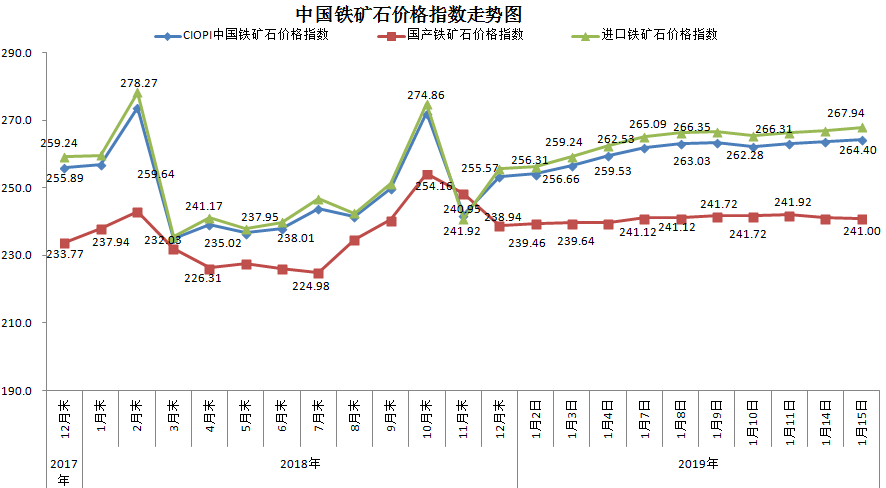 中国铁矿石价格指数走势图
CIOPI中国铁矿石价格指数 国产铁矿石价格指数 进口铁矿石价格指数
290.0
270.0
250.0
230.0
210.0
190.0
278.27
274.86
259.24
255.89
259.64
241.17
237.95
233.77
237.94
232.03
235.02
238.01
226.31
224.98
254.16
240.95
241.92
255.57
238.94
256.31
256.66
259.24
262.53
259.53
265.09
266.35
263.03
262.28
266.31
267.94
264.40
239.46
239.64
241.12
241.12
241.72
241.72
241.92
241.00
12月末
1月末
2月末
3月末
4月末
5月末
6月末
7月末
8月末
9月末
10月末
11月末
12月末
1月2日
1月3日
1月4日
1月7日
1月8日
1月9日
1月10日
1月11日
1月14日
1月15日
2017
年
2018年
2019年